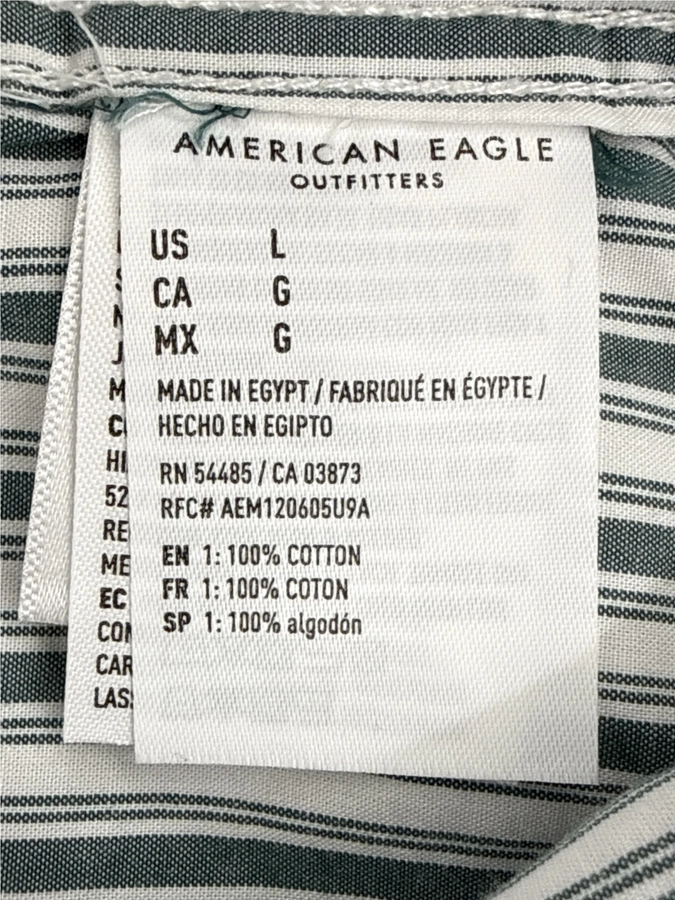 AMERICAN EAGLE
OUTFITTERS
US L
CA G
MX G
MADE IN EGYPT / FABRIQUÉ EN ÉGYPTE /
HECHO EN EGIPTO
RN 54485 / CA 03873
RFC# AEM120605U9A
EN 1: 100% COTTON
FR 1: 100% COTON
SP 1: 100% algodón